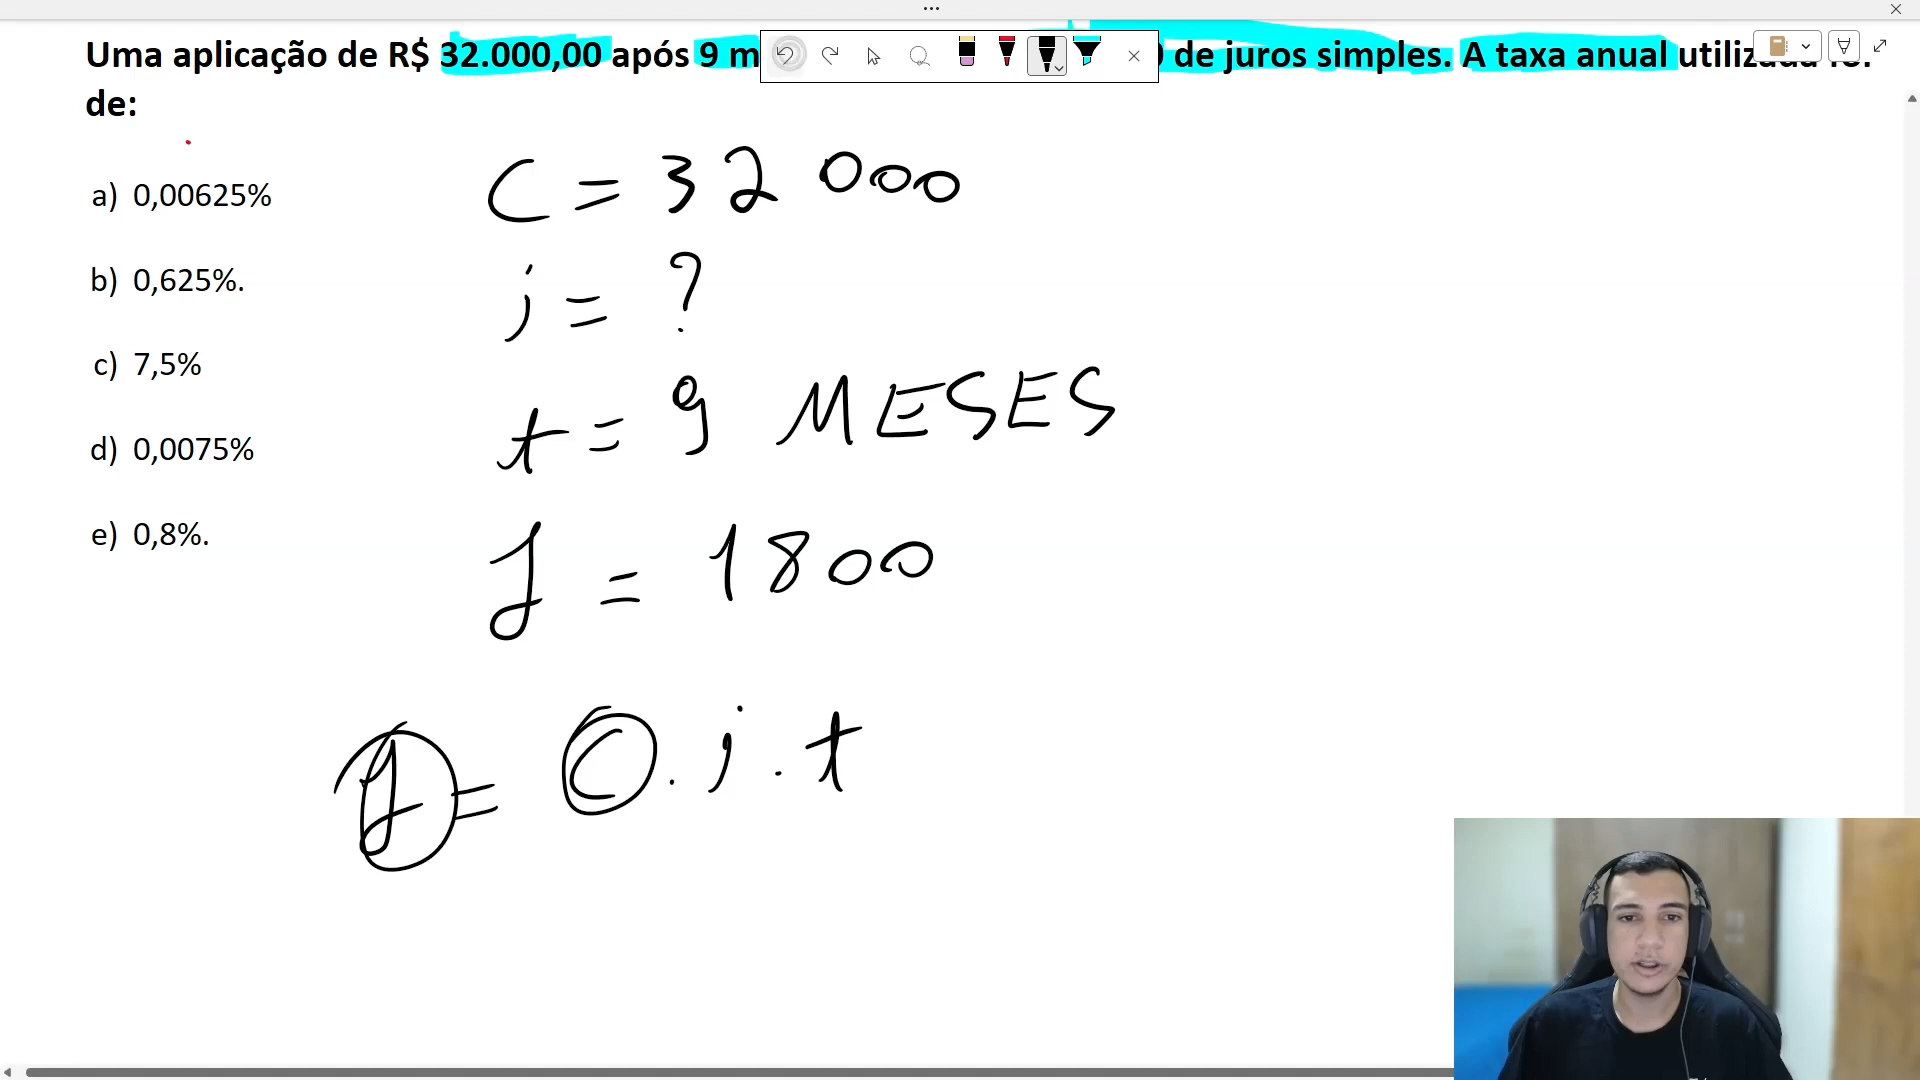 Uma aplicação de R$ 32.000,00 após 9 de juros simples. A taxa anual
de:
a) 0,00625%
b) 0,625%.
c) 7,5%
d) 0,0075%
e) 0,8%.
C = 32 000
i = ?
t = 9 MESES
J = 1800
J = C . i . t